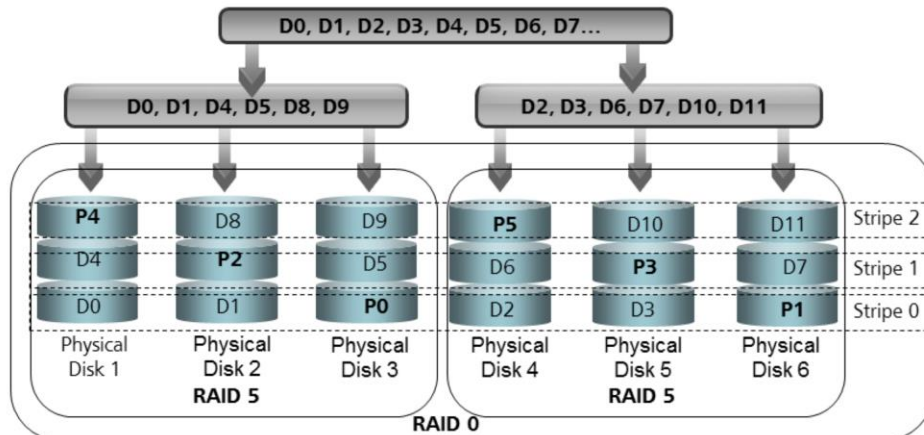 D0, D1, D2, D3, D4, D5, D6, D7...
D0, D1, D4, D5, D8, D9
D2, D3, D6, D7, D10, D11
P4 D8 D9 P5 D10 D11 Stripe 2
D4 P2 D5 D6 P3 D7 Stripe 1
D0 D1 P0 D2 D3 P1 Stripe 0
Physical Physical Physical Physical Physical Physical
Disk 1 Disk 2 Disk 3 Disk 4 Disk 5 Disk 6
RAID 5 RAID 5
RAID 0